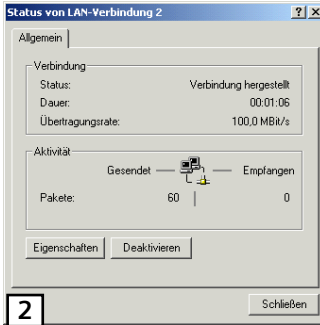 Status von LAN-Verbindung 2
Allgemein
Verbindung
Status: Verbindung hergestellt
Dauer: 00:01:06
Übertragungsrate: 100,0 MBit/s
Aktivität
Gesendet Empfangen
Pakete: 60 0
Eigenschaften Deaktivieren
Schließen
2